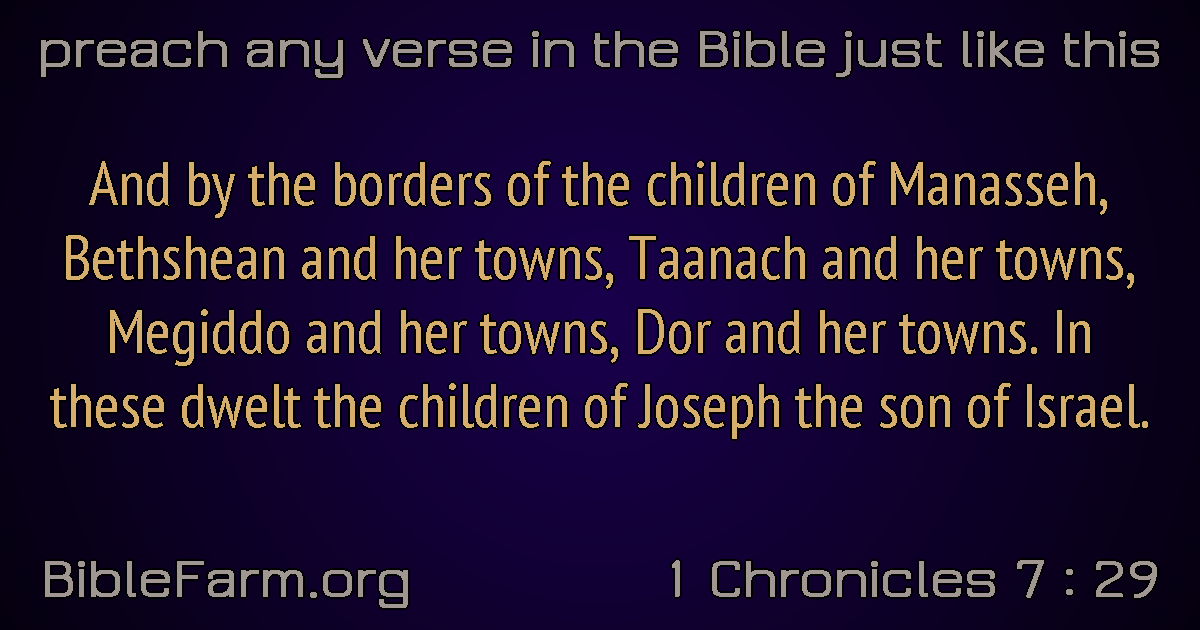 preach any verse in the Bible just like this
And by the borders of the children of Manasseh,
Bethshean and her towns, Taanach and her towns,
Megiddo and her towns, Dor and her towns. In
these dwelt the children of Joseph the son of Israel.
BibleFarm.org
1 Chronicles 7 : 29